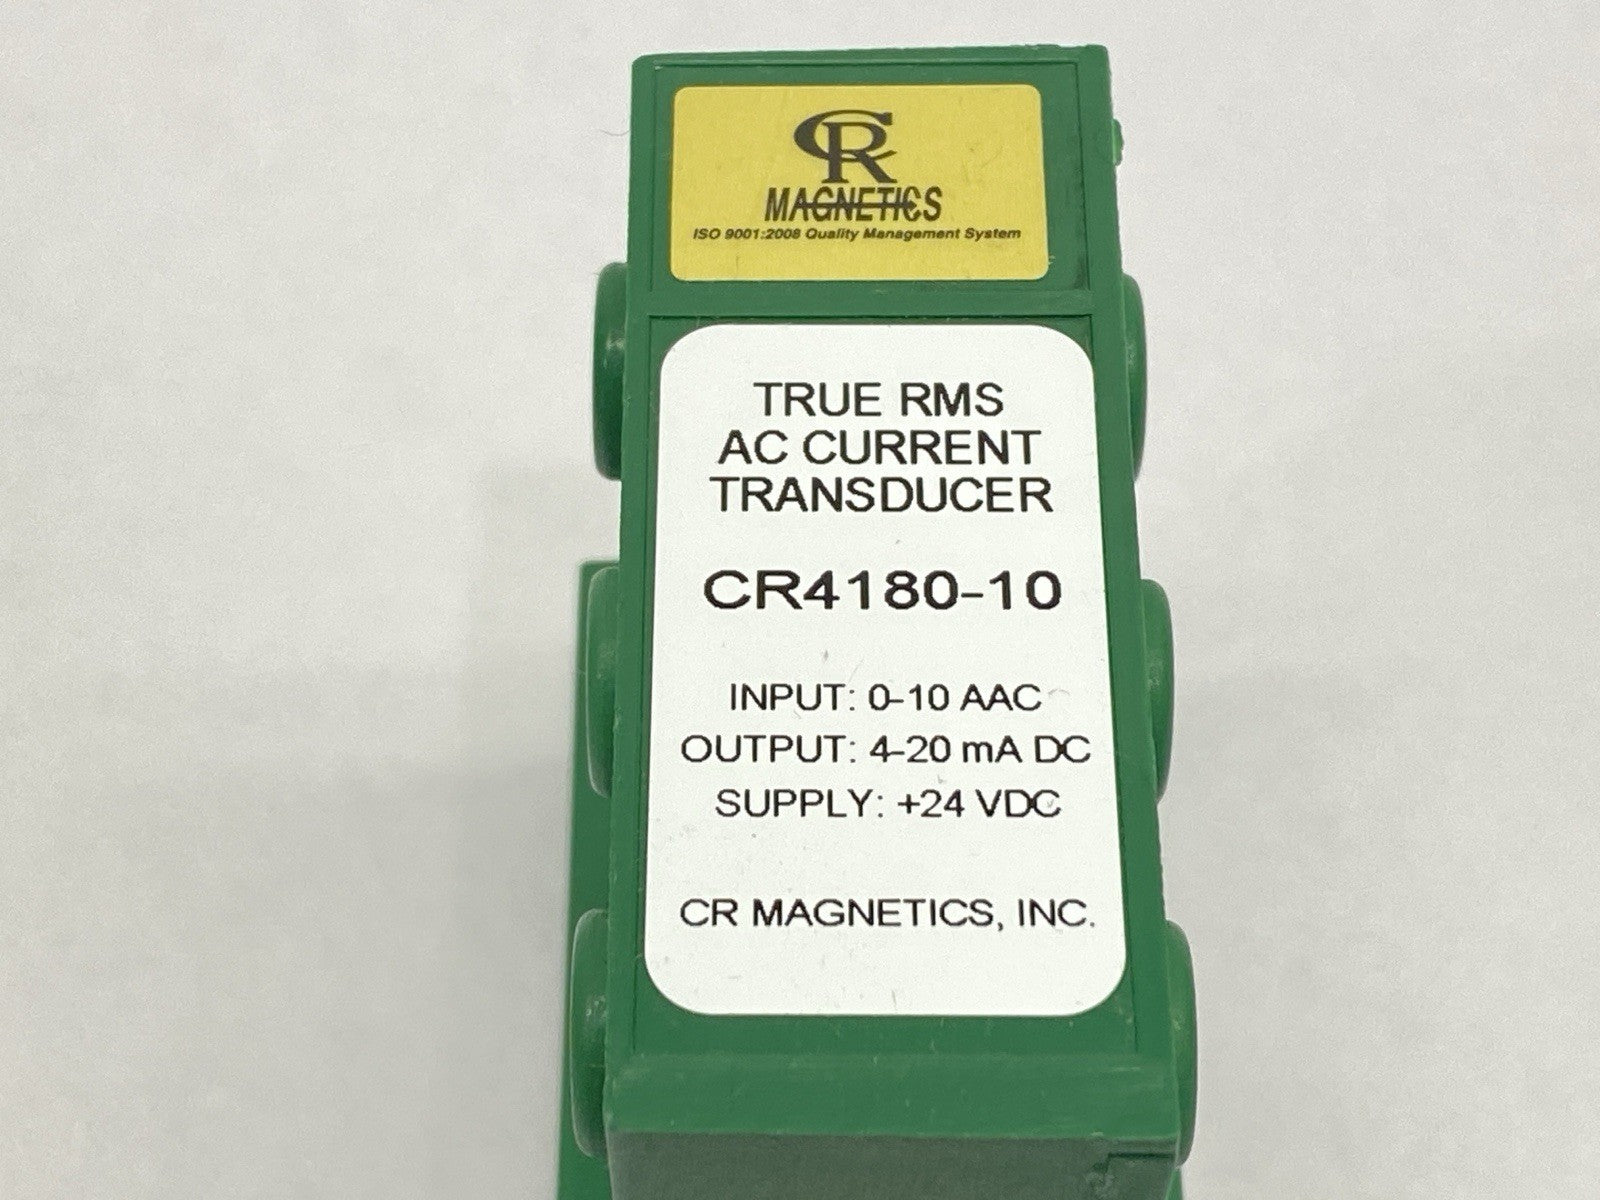 CR
MAGNETICS
ISO 9001:2008 Quality Management System
TRUE RMS
AC CURRENT
TRANSDUCER
CR4180-10
INPUT: 0-10 AAC
OUTPUT: 4-20 mA DC
SUPPLY: +24 VDC
CR MAGNETICS, INC.